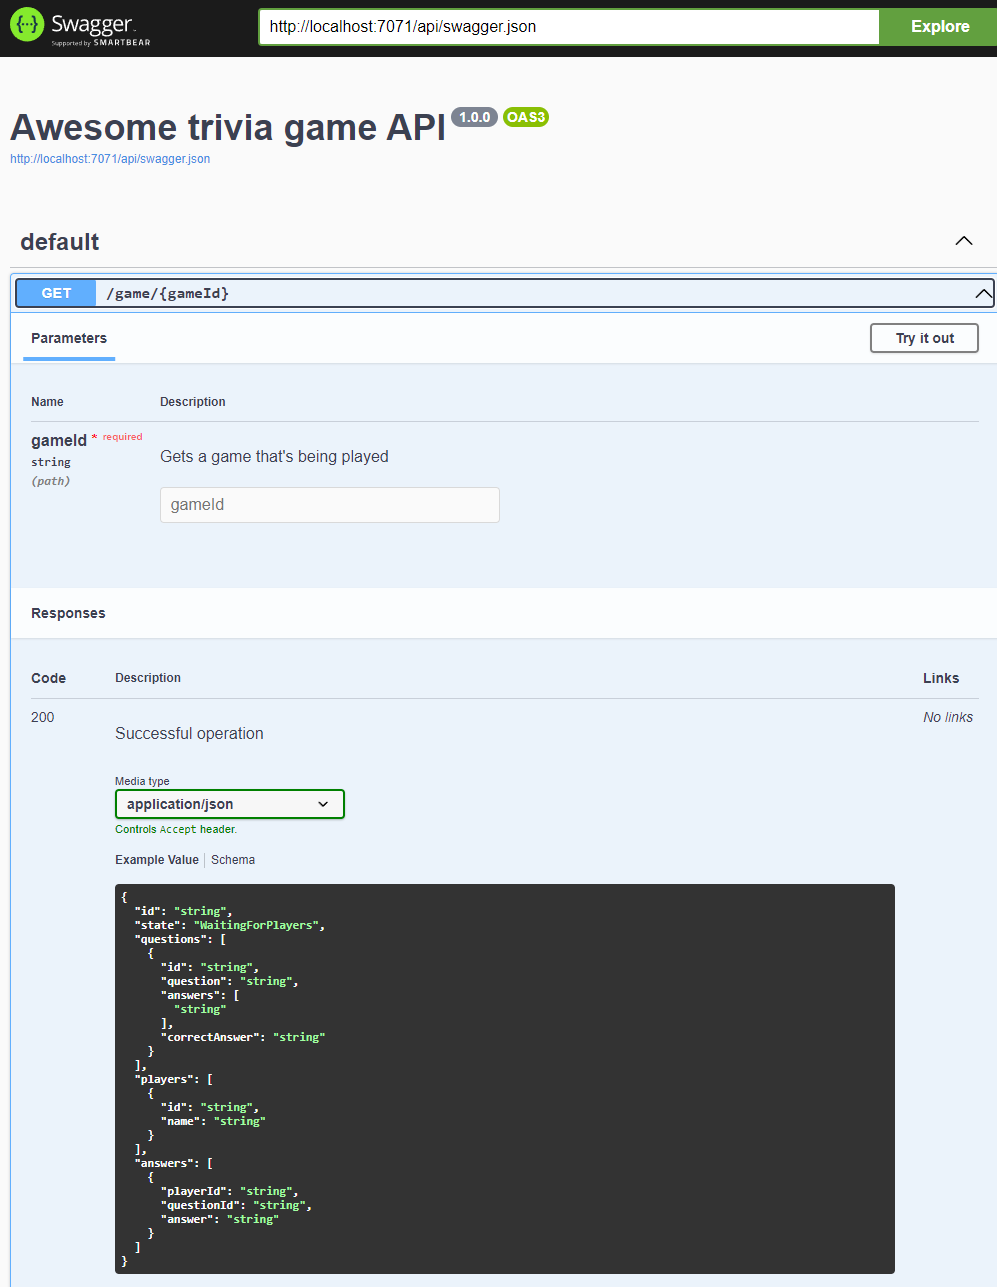 Swagger
Supported by SMARTBEAR
http://localhost:7071/api/swagger.json
Explore
Awesome trivia game API 1.0.0 OAS3
http://localhost:7071/api/swagger.json
default
GET /game/{gameId}
Parameters
Try it out
Name Description
gameId * required
string
(path)
Gets a game that's being played
gameId
Responses
Code Description Links
200
Successful operation
No links
Media type
application/json
Controls Accept header.
Example Value Schema
{
  "id": "string",
  "state": "WaitingForPlayers",
  "questions": [
    {
      "id": "string",
      "question": "string",
      "answers": [
        "string"
      ],
      "correctAnswer": "string"
    }
  ],
  "players": [
    {
      "id": "string",
      "name": "string"
    }
  ],
  "answers": [
    {
      "playerId": "string",
      "questionId": "string",
      "answer": "string"
    }
  ]
}